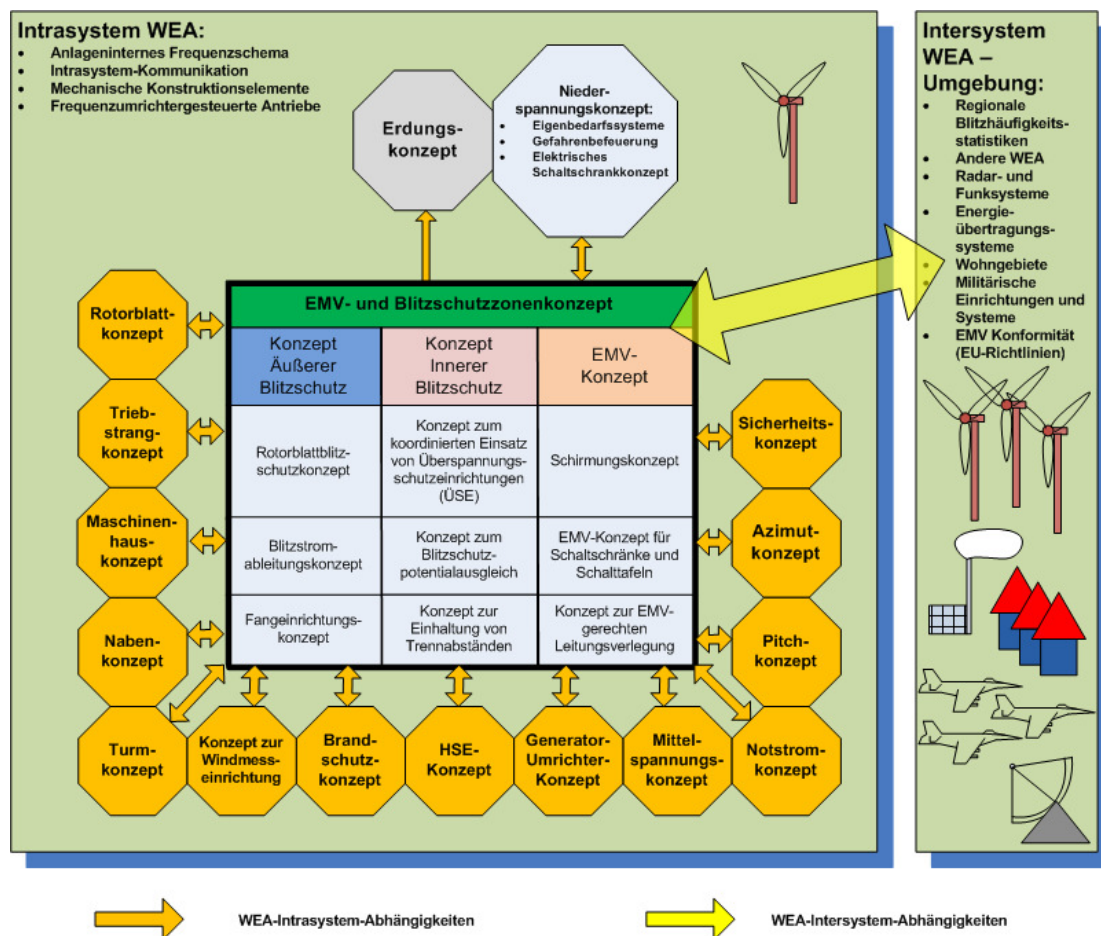 Intrasystem WEA:
• Anlageninternes Frequenzschema
• Intrasystem-Kommunikation
• Mechanische Konstruktionselemente
• Frequenzumrichtergesteuerte Antriebe
Erdungs-
konzept
Nieder-
spannungskonzept:
• Eigenbedarfssysteme
• Gefahrenbefeuerung
• Elektrisches
Schaltschrankkonzept
EMV- und Blitzschutzzonenkonzept
Konzept
Äußerer
Blitzschutz
Konzept
Innerer
Blitzschutz
EMV-
Konzept
Rotorblattblitz-
schutzkonzept
Konzept zum
koordinierten Einsatz
von Überspannungs-
schutzeinrichtungen
(ÜSE)
Schirmungskonzept
Blitzstrom-
ableitungskonzept
Konzept zum
Blitzschutz-
potentialausgleich
EMV-Konzept für
Schaltschränke und
Schalttafeln
Fangeinrichtungs-
konzept
Konzept zur
Einhaltung von
Trennabständen
Konzept zur EMV-
gerechten
Leitungsverlegung
Rotorblatt-
konzept
Trieb-
strang-
konzept
Maschinen-
haus-
konzept
Naben-
konzept
Turm-
konzept
Konzept zur
Windmess-
einrichtung
Brand-
schutz-
konzept
HSE-
Konzept
Generator-
Umrichter-
Konzept
Mittel-
spannungs-
konzept
Notstrom-
konzept
Sicherheits-
konzept
Azimut-
konzept
Pitch-
konzept
Intersystem
WEA –
Umgebung:
• Regionale
Blitzhäufigkeits-
statistiken
• Andere WEA
• Radar- und
Funksysteme
• Energie-
übertragungs-
systeme
• Wohngebiete
• Militärische
Einrichtungen und
Systeme
• EMV Konformität
(EU-Richtlinien)
WEA-Intrasystem-Abhängigkeiten
WEA-Intersystem-Abhängigkeiten